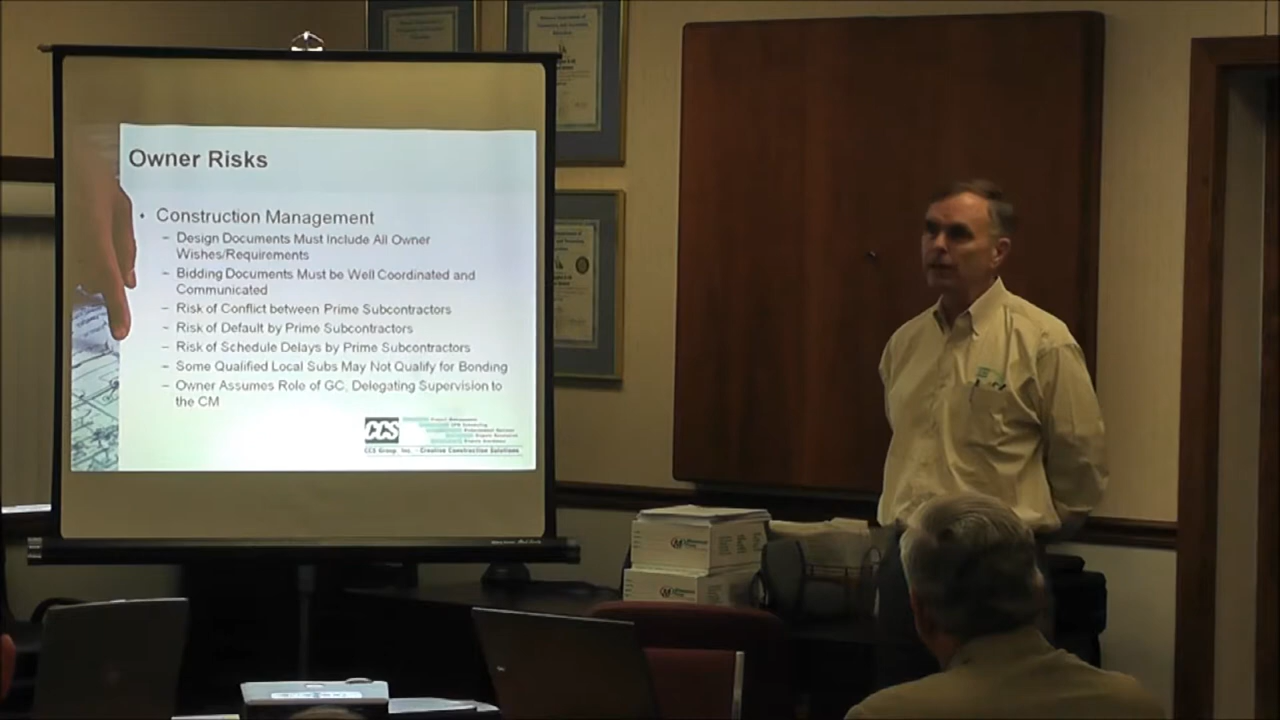 Owner Risks
• Construction Management
– Design Documents Must Include All Owner
Wishes/Requirements
– Bidding Documents Must be Well Coordinated and
Communicated
– Risk of Conflict between Prime Subcontractors
– Risk of Default by Prime Subcontractors
– Risk of Schedule Delays by Prime Subcontractors
– Some Qualified Local Subs May Not Qualify for Bonding
– Owner Assumes Role of GC, Delegating Supervision to
the CM
CCS
CCS Group, Inc. - Creative Construction Solutions